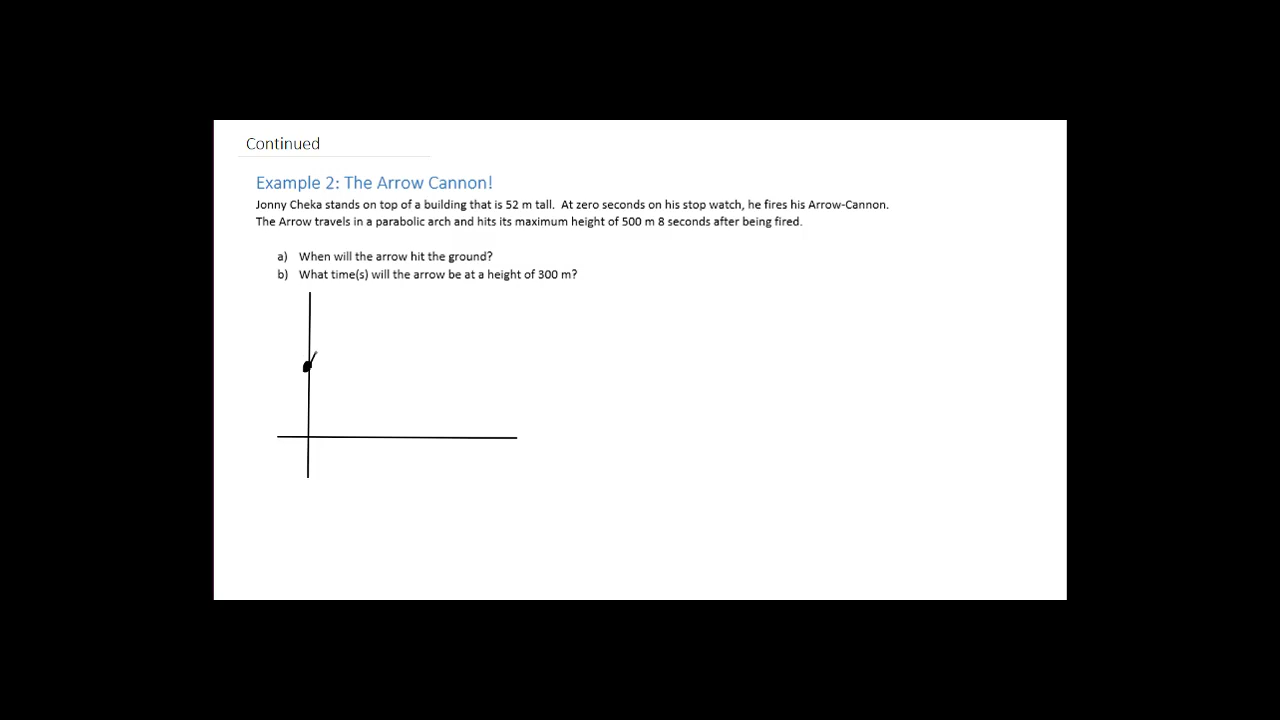 Continued
Example 2: The Arrow Cannon!
Jonny Cheka stands on top of a building that is 52 m tall.  At zero seconds on his stop watch, he fires his Arrow-Cannon.
The Arrow travels in a parabolic arch and hits its maximum height of 500 m 8 seconds after being fired.
a) When will the arrow hit the ground?
b) What time(s) will the arrow be at a height of 300 m?